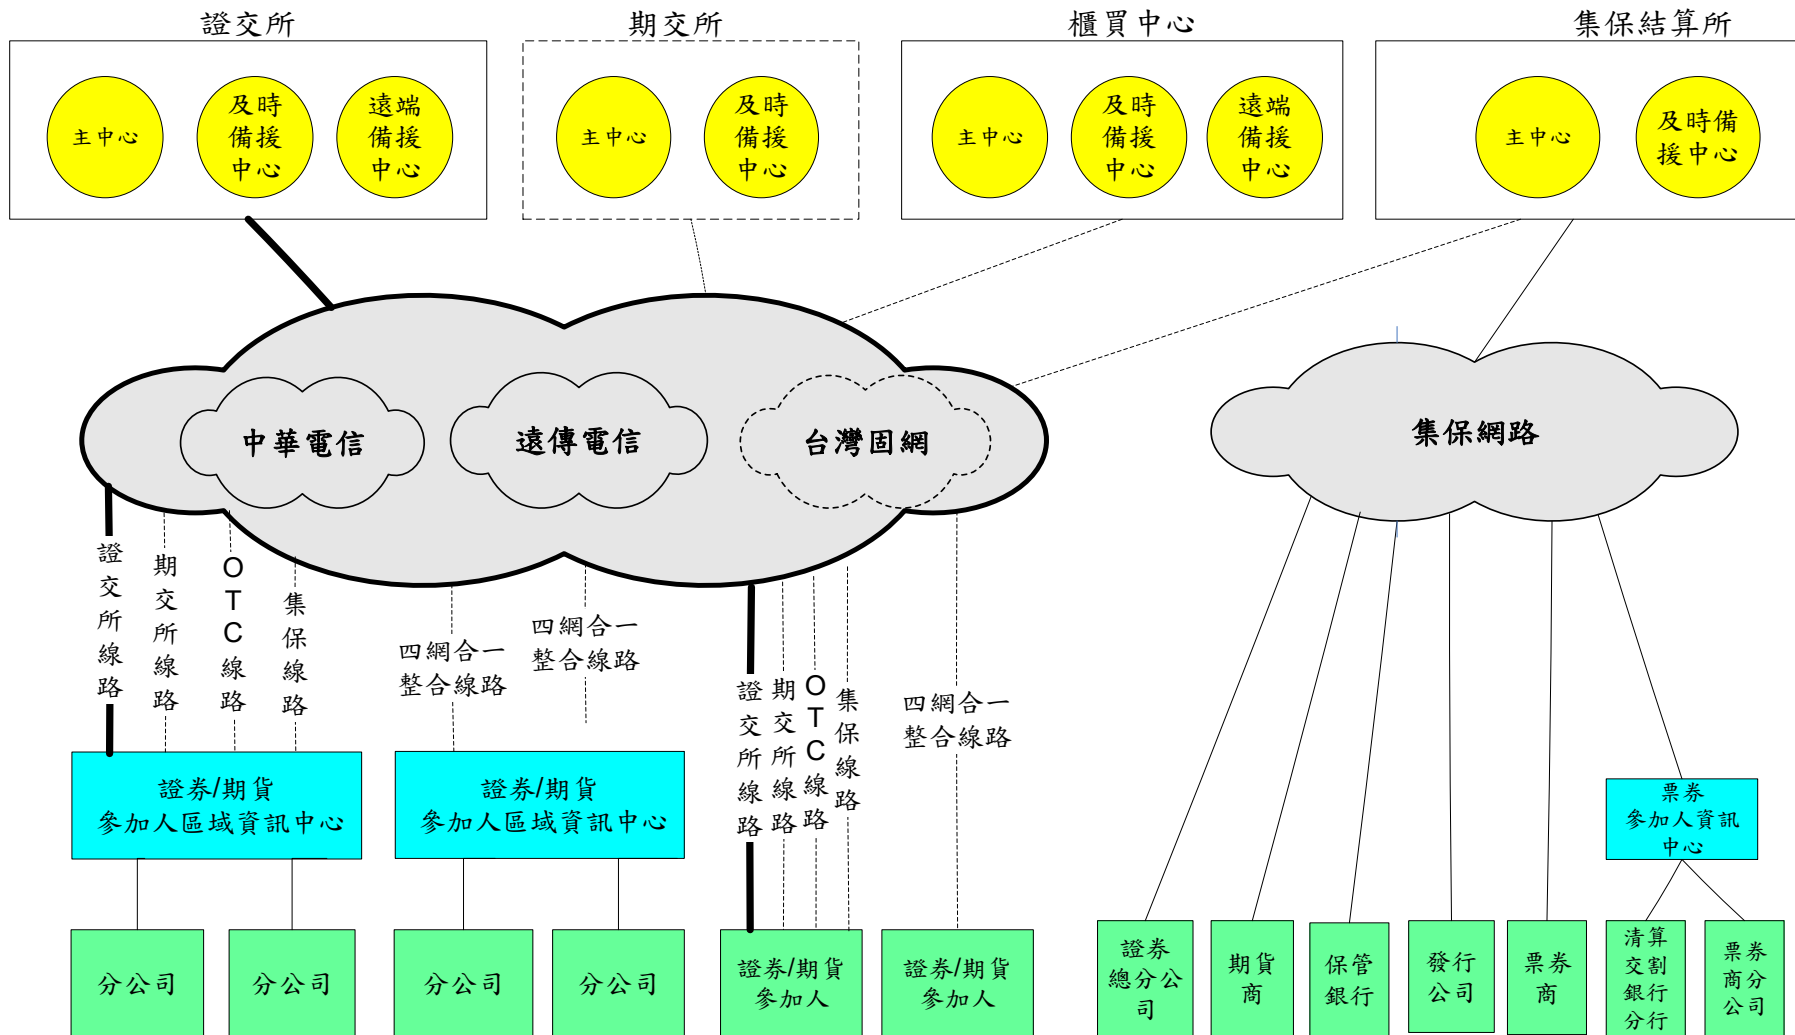 證交所
期交所
櫃買中心
集保結算所
主中心
及時
備援
中心
遠端
備援
中心
主中心
及時
備援
中心
主中心
及時
備援
中心
遠端
備援
中心
主中心
及時備
援中心
中華電信
遠傳電信
台灣固網
集保網路
證交所線路
期交所線路
OTC線路
集保線路
四網合一
整合線路
四網合一
整合線路
證交所線路
期交所線路
OTC線路
集保線路
四網合一
整合線路
證券/期貨
參加人區域資訊中心
證券/期貨
參加人區域資訊中心
票券
參加人資訊
中心
分公司
分公司
分公司
分公司
證券/期貨
參加人
證券/期貨
參加人
證券
總分公
司
期貨
商
保管
銀行
發行
公司
票券
商
清算
交割
銀行
分行
票券
商分
公司